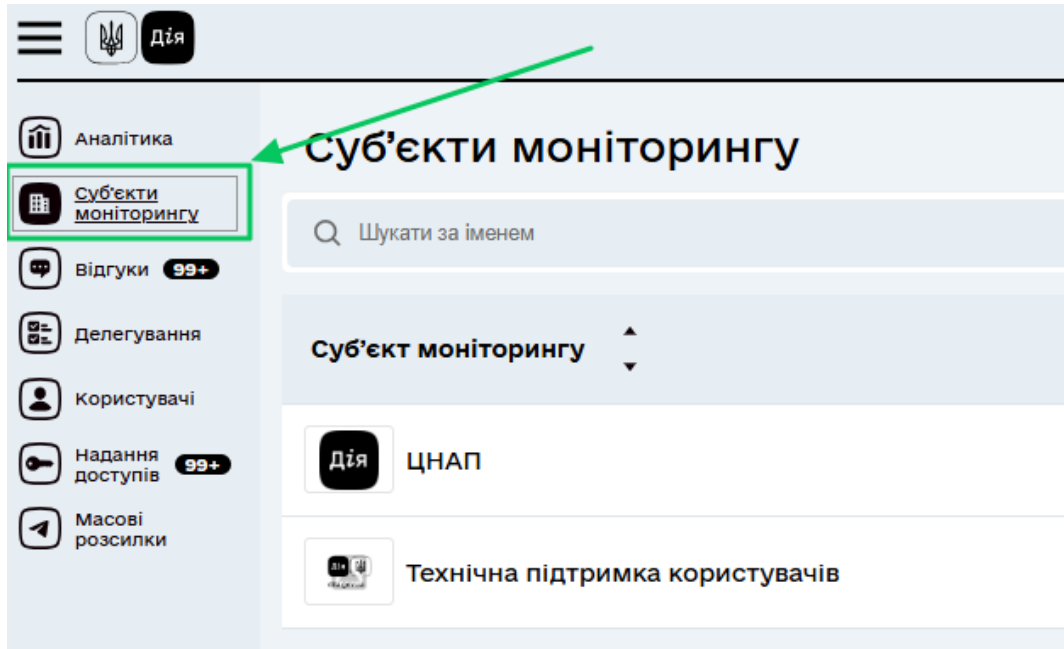 Дія
Аналітика
Суб'єкти
моніторингу
Відгуки 99+
Делегування
Користувачі
Надання
доступів 99+
Масові
розсилки
Суб’єкти моніторингу
Шукати за іменем
Суб’єкт моніторингу
Дія ЦНАП
Дія
Технічна підтримка користувачів